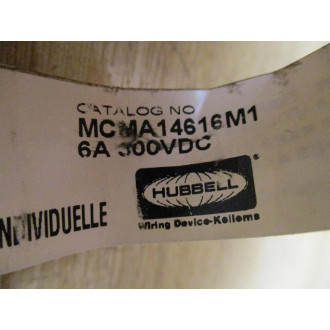 CATALOG NO
MCMA14616M1
6A 300VDC
HUBBELL
®
Wiring Device-Kellems
NDIVIDUELLE